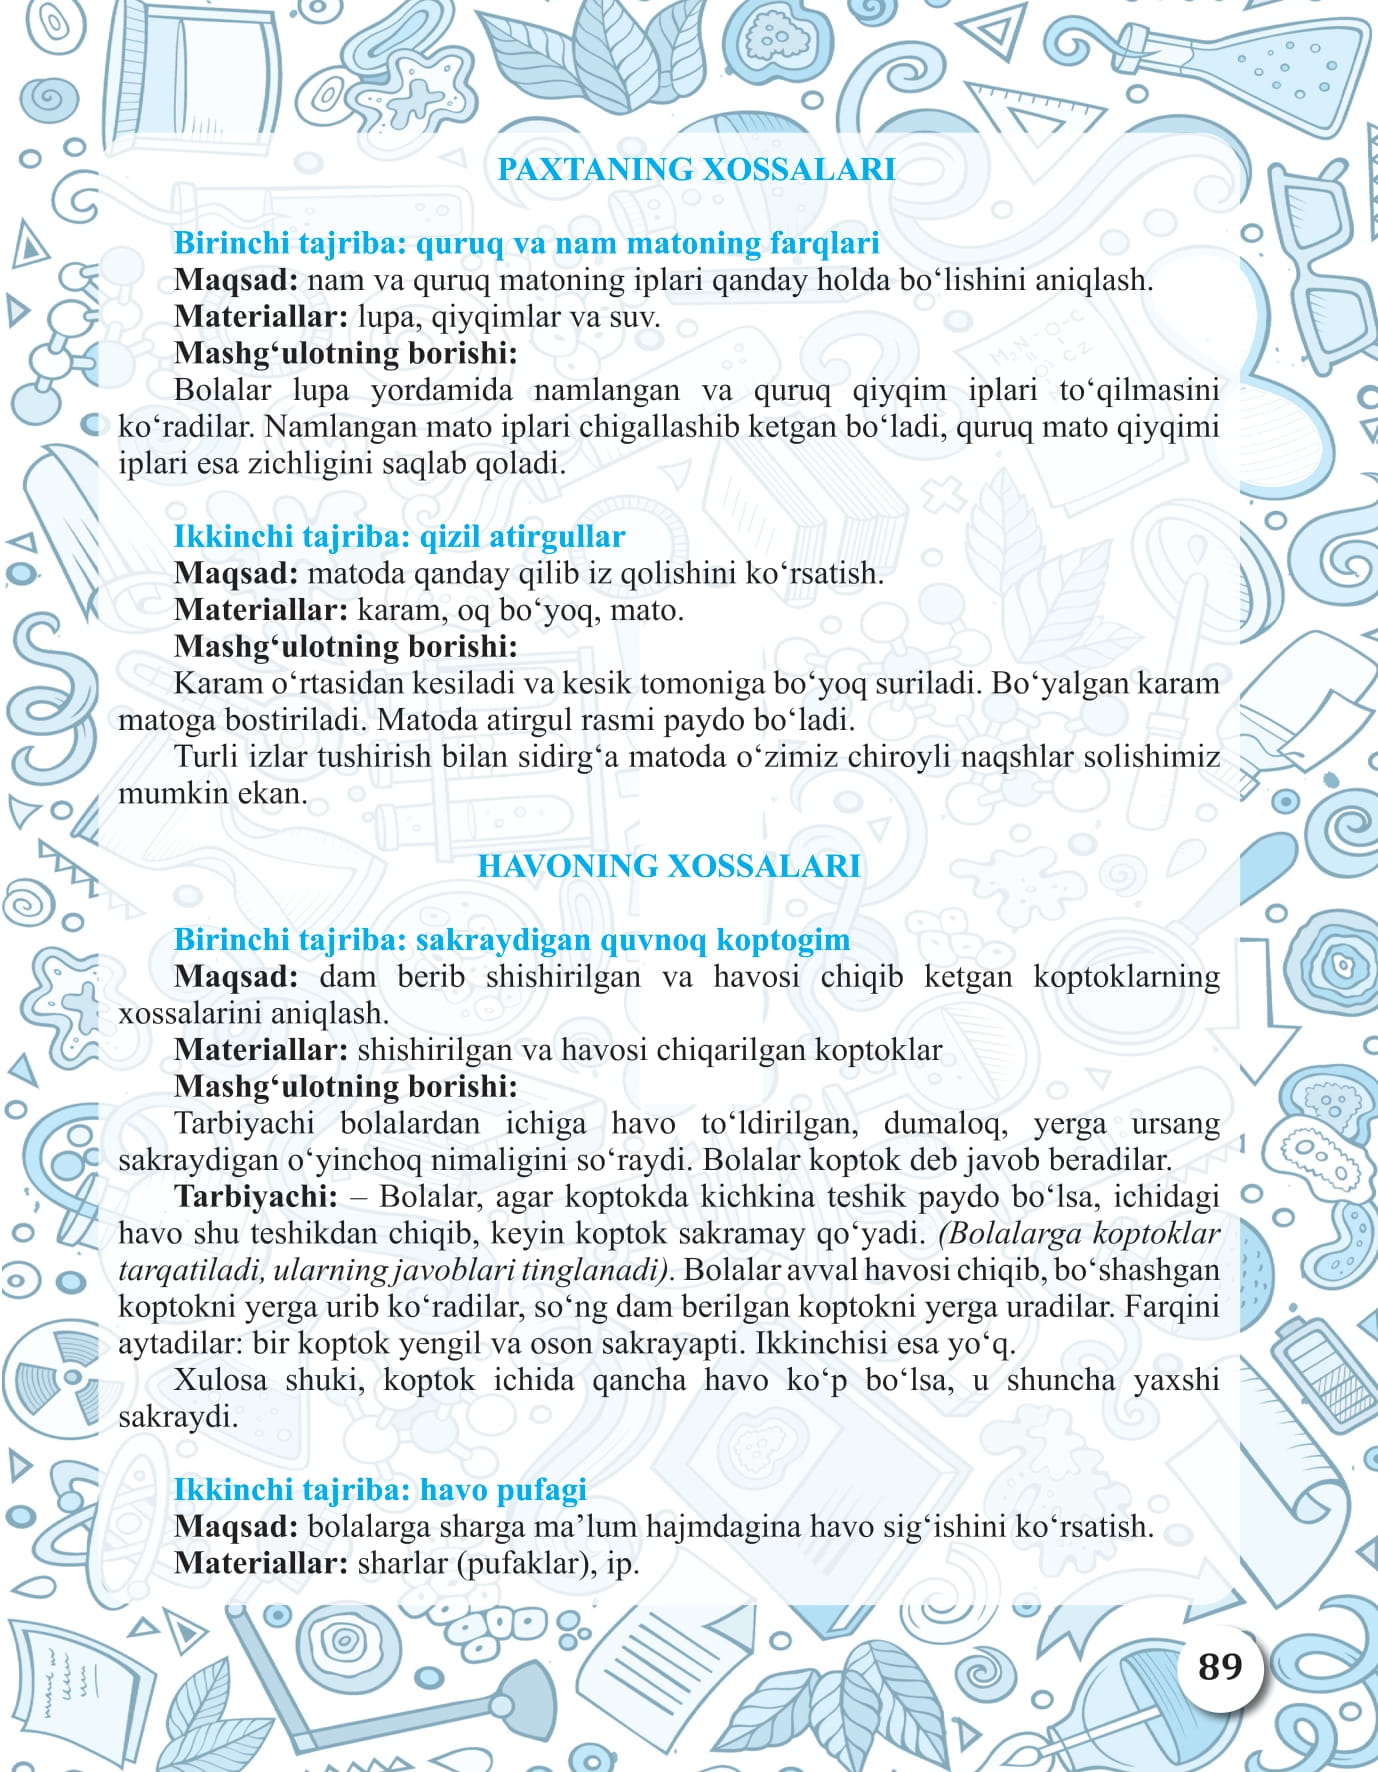 PAXTANING XOSSALARI
Birinchi tajriba: quruq va nam matoning farqlari
Maqsad: nam va quruq matoning iplari qanday holda bo‘lishini aniqlash.
Materiallar: lupa, qiyqimlar va suv.
Mashg‘ulotning borishi:
Bolalar lupa yordamida namlangan va quruq qiyqim iplari to‘qilmasini
ko‘radilar. Namlangan mato iplari chigallashib ketgan bo‘ladi, quruq mato qiyqimi
iplari esa zichligini saqlab qoladi.
Ikkinchi tajriba: qizil atirgullar
Maqsad: matoda qanday qilib iz qolishini ko‘rsatish.
Materiallar: karam, oq bo‘yoq, mato.
Mashg‘ulotning borishi:
Karam o‘rtasidan kesiladi va kesik tomoniga bo‘yoq suriladi. Bo‘yalgan karam
matoga bostiriladi. Matoda atirgul rasmi paydo bo‘ladi.
Turli izlar tushirish bilan sidirg‘a matoda o‘zimiz chiroyli naqshlar solishimiz
mumkin ekan.
HAVONING XOSSALARI
Birinchi tajriba: sakraydigan quvnoq koptogim
Maqsad: dam berib shishirilgan va havosi chiqib ketgan koptoklarning
xossalarini aniqlash.
Materiallar: shishirilgan va havosi chiqarilgan koptoklar
Mashg‘ulotning borishi:
Tarbiyachi bolalardan ichiga havo to‘ldirilgan, dumaloq, yerga ursang
sakraydigan o‘yinchoq nimaligini so‘raydi. Bolalar koptok deb javob beradilar.
Tarbiyachi: – Bolalar, agar koptokda kichkina teshik paydo bo‘lsa, ichidagi
havo shu teshikdan chiqib, keyin koptok sakramay qo‘yadi. (Bolalarga koptoklar
tarqatiladi, ularning javoblari tinglanadi). Bolalar avval havosi chiqib, bo‘shashgan
koptokni yerga urib ko‘radilar, so‘ng dam berilgan koptokni yerga uradilar. Farqini
aytadilar: bir koptok yengil va oson sakrayapti. Ikkinchisi esa yo‘q.
Xulosa shuki, koptok ichida qancha havo ko‘p bo‘lsa, u shuncha yaxshi
sakraydi.
Ikkinchi tajriba: havo pufagi
Maqsad: bolalarga sharga ma’lum hajmdagina havo sig‘ishini ko‘rsatish.
Materiallar: sharlar (pufaklar), ip.
89